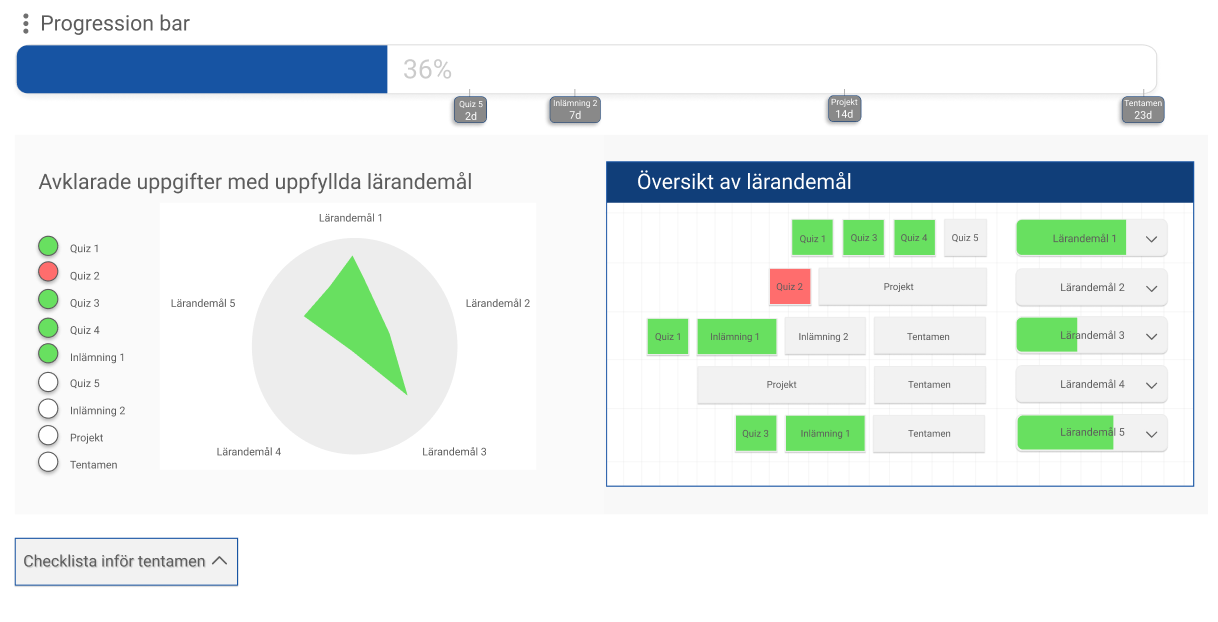 Progression bar
36%
Quiz 5
2d
Inlämning 2
7d
Projekt
14d
Tentamen
23d
Avklarade uppgifter med uppfyllda lärandemål
Quiz 1
Quiz 2
Quiz 3
Quiz 4
Inlämning 1
Quiz 5
Inlämning 2
Projekt
Tentamen
Lärandemål 1
Lärandemål 5
Lärandemål 2
Lärandemål 4
Lärandemål 3
Översikt av lärandemål
Quiz 1 Quiz 3 Quiz 4 Quiz 5 Lärandemål 1
Quiz 2 Projekt Lärandemål 2
Quiz 1 Inlämning 1 Inlämning 2 Tentamen Lärandemål 3
Projekt Tentamen Lärandemål 4
Quiz 3 Inlämning 1 Tentamen Lärandemål 5
Checklista inför tentamen